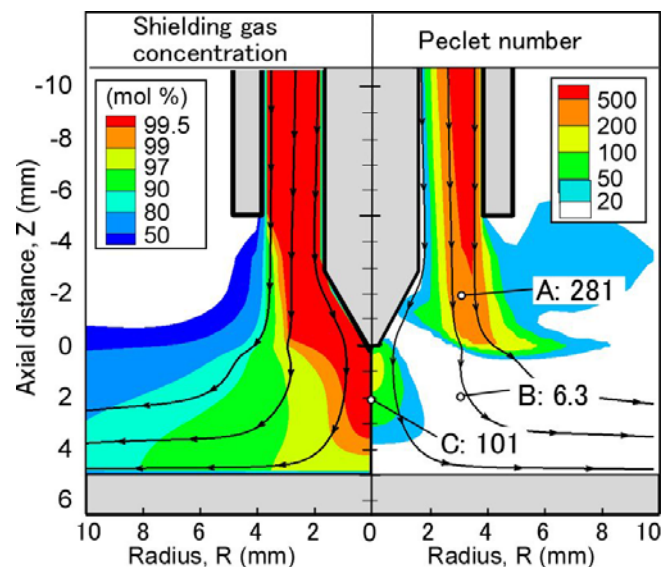 Shielding gas
concentration
Peclet number
(mol %)
99.5
99
97
90
80
50
500
200
100
50
20
-10
-8
-6
-4
-2
0
2
4
6
Axial distance, Z (mm)
A: 281
B: 6.3
C: 101
10 8 6 4 2 0 2 4 6 8 10
Radius, R (mm) Radius, R (mm)